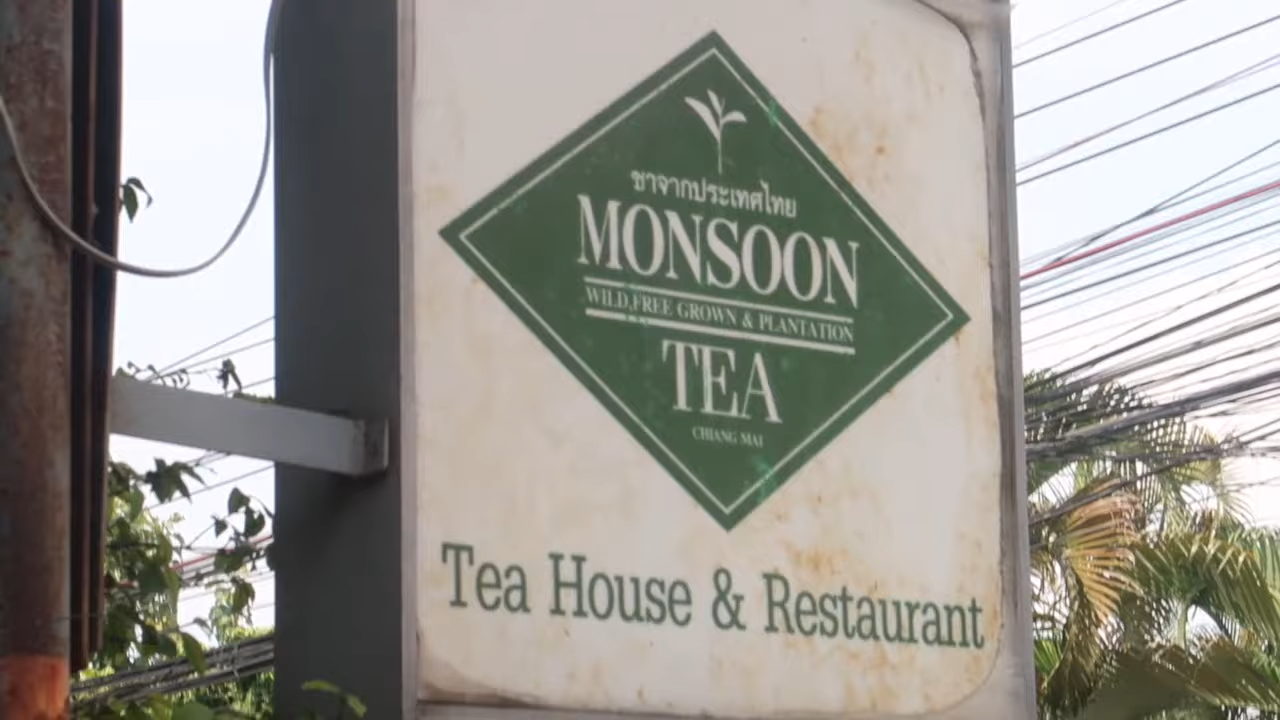 ชาจากประเทศไทย
MONSOON
WILD,FREE GROWN & PLANTATION
TEA
CHIANG MAI
Tea House & Restaurant